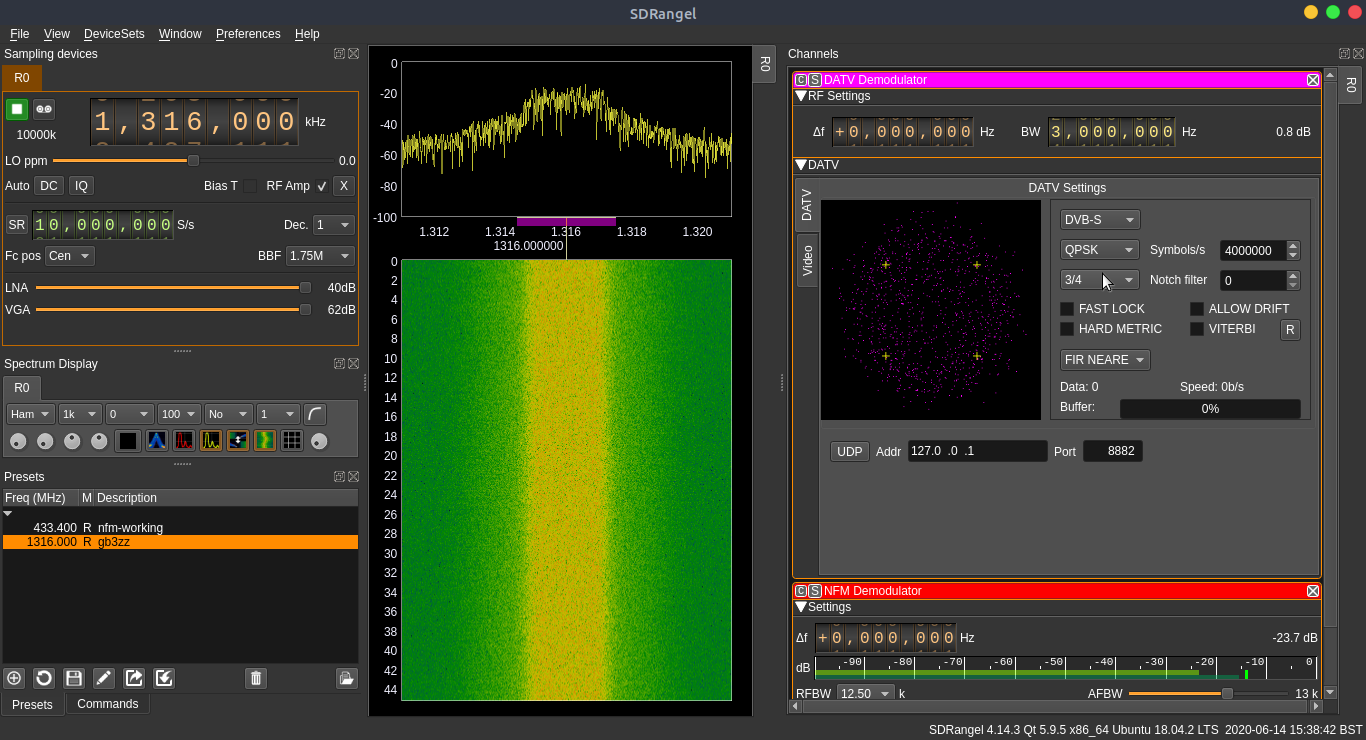 SDRangel
File View DeviceSets Window Preferences Help
Sampling devices
R0
10000k
1,316,000 kHz
LO ppm 0.0
Auto DC IQ Bias T RF Amp X
SR 10,000,000 S/s Dec. 1
Fc pos Cen BBF 1.75M
LNA 40dB
VGA 62dB
Spectrum Display
R0
Ham 1k 0 100 No 1
Presets
Freq (MHz) M Description
433.400 R nfm-working
1316.000 R gb3zz
Presets Commands
R0
0
-20
-40
-60
-80
-100
1.312 1.314 1.316 1.318 1.320
1316.000000
0
2
4
6
8
10
12
14
16
18
20
22
24
26
28
30
32
34
36
38
40
42
44
Channels
R0
C S DATV Demodulator
RF Settings
Δf +0,000,000 Hz BW 3,000,000 Hz 0.8 dB
DATV
DATV
Video
DATV Settings
DVB-S
QPSK Symbols/s 4000000
3/4 Notch filter 0
FAST LOCK ALLOW DRIFT
HARD METRIC VITERBI R
FIR NEARE
Data: 0 Speed: 0b/s
Buffer: 0%
UDP Addr 127.0 .0 .1 Port 8882
C S NFM Demodulator
Settings
Δf +0,000,000 Hz -23.7 dB
dB -90 -80 -70 -60 -50 -40 -30 -20 -10 0
RFBW 12.50 k AFBW 13 k
SDRangel 4.14.3 Qt 5.9.5 x86_64 Ubuntu 18.04.2 LTS 2020-06-14 15:38:42 BST